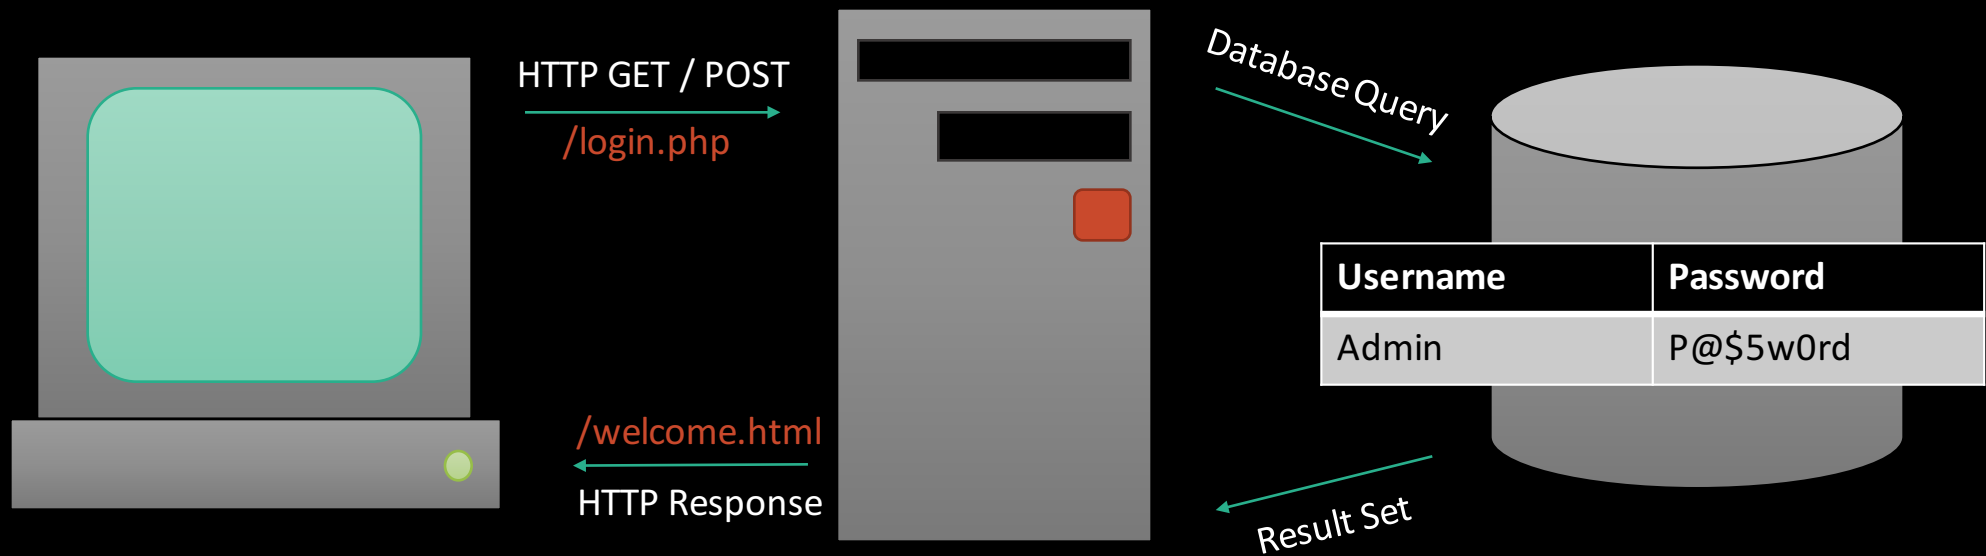 HTTP GET / POST
/login.php
Database Query
Username Password
Admin P@$5w0rd
/welcome.html
HTTP Response
Result Set